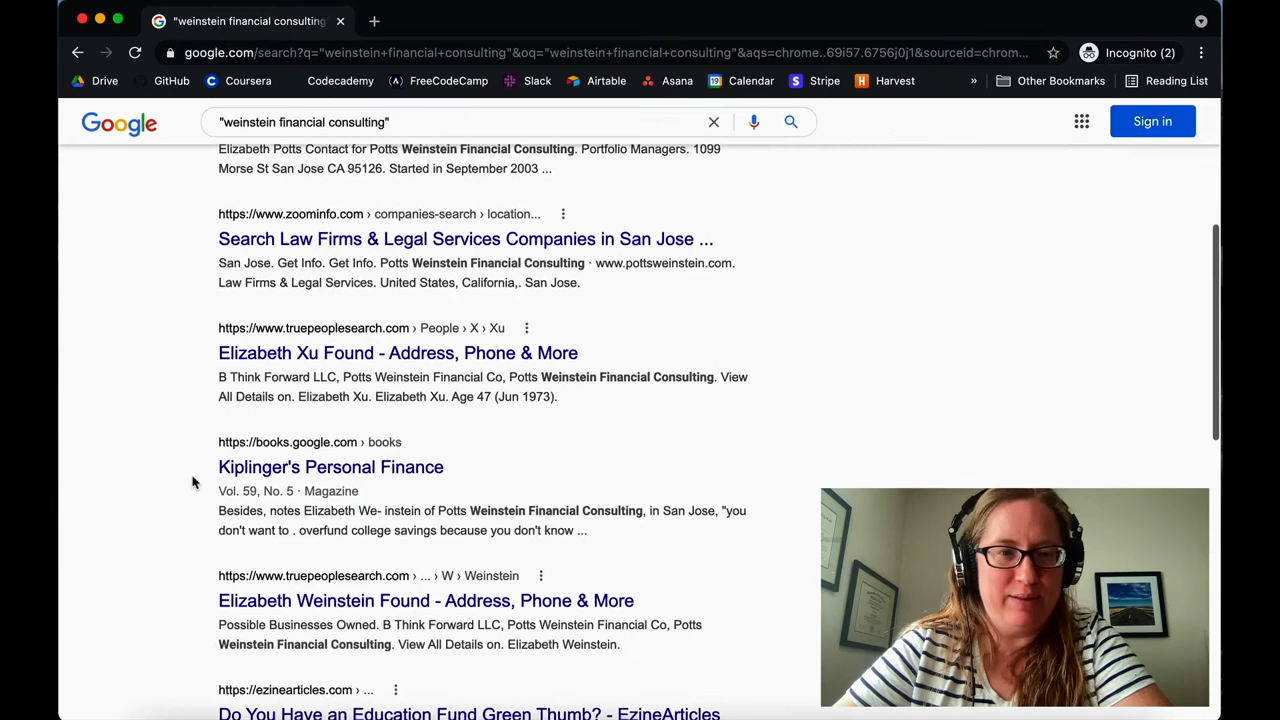 "weinstein financial consulting"
google.com/search?q="weinstein+financial+consulting"&oq="weinstein+financial+consulting"&aqs=chrome..69i57.6756j0j1&sourceid=chrom...
Incognito (2)
Drive
GitHub
Coursera
Codecademy
FreeCodeCamp
Slack
Airtable
Asana
Calendar
Stripe
Harvest
»
Other Bookmarks
Reading List
Google
"weinstein financial consulting"
Sign in
Elizabeth Potts Contact for Potts Weinstein Financial Consulting. Portfolio Managers. 1099
Morse St San Jose CA 95126. Started in September 2003 ...
https://www.zoominfo.com › companies-search › location...
Search Law Firms & Legal Services Companies in San Jose ...
San Jose. Get Info. Get Info. Potts Weinstein Financial Consulting · www.pottsweinstein.com.
Law Firms & Legal Services. United States, California,. San Jose.
https://www.truepeoplesearch.com › People › X › Xu
Elizabeth Xu Found - Address, Phone & More
B Think Forward LLC, Potts Weinstein Financial Co, Potts Weinstein Financial Consulting. View
All Details on. Elizabeth Xu. Elizabeth Xu. Age 47 (Jun 1973).
https://books.google.com › books
Kiplinger's Personal Finance
Vol. 59, No. 5 · Magazine
Besides, notes Elizabeth We- instein of Potts Weinstein Financial Consulting, in San Jose, "you
don't want to . overfund college savings because you don't know ...
https://www.truepeoplesearch.com › ... › W › Weinstein
Elizabeth Weinstein Found - Address, Phone & More
Possible Businesses Owned. B Think Forward LLC, Potts Weinstein Financial Co, Potts
Weinstein Financial Consulting. View All Details on. Elizabeth Weinstein.
https://ezinearticles.com › ...
Do You Have an Education Fund Green Thumb? - EzineArticles